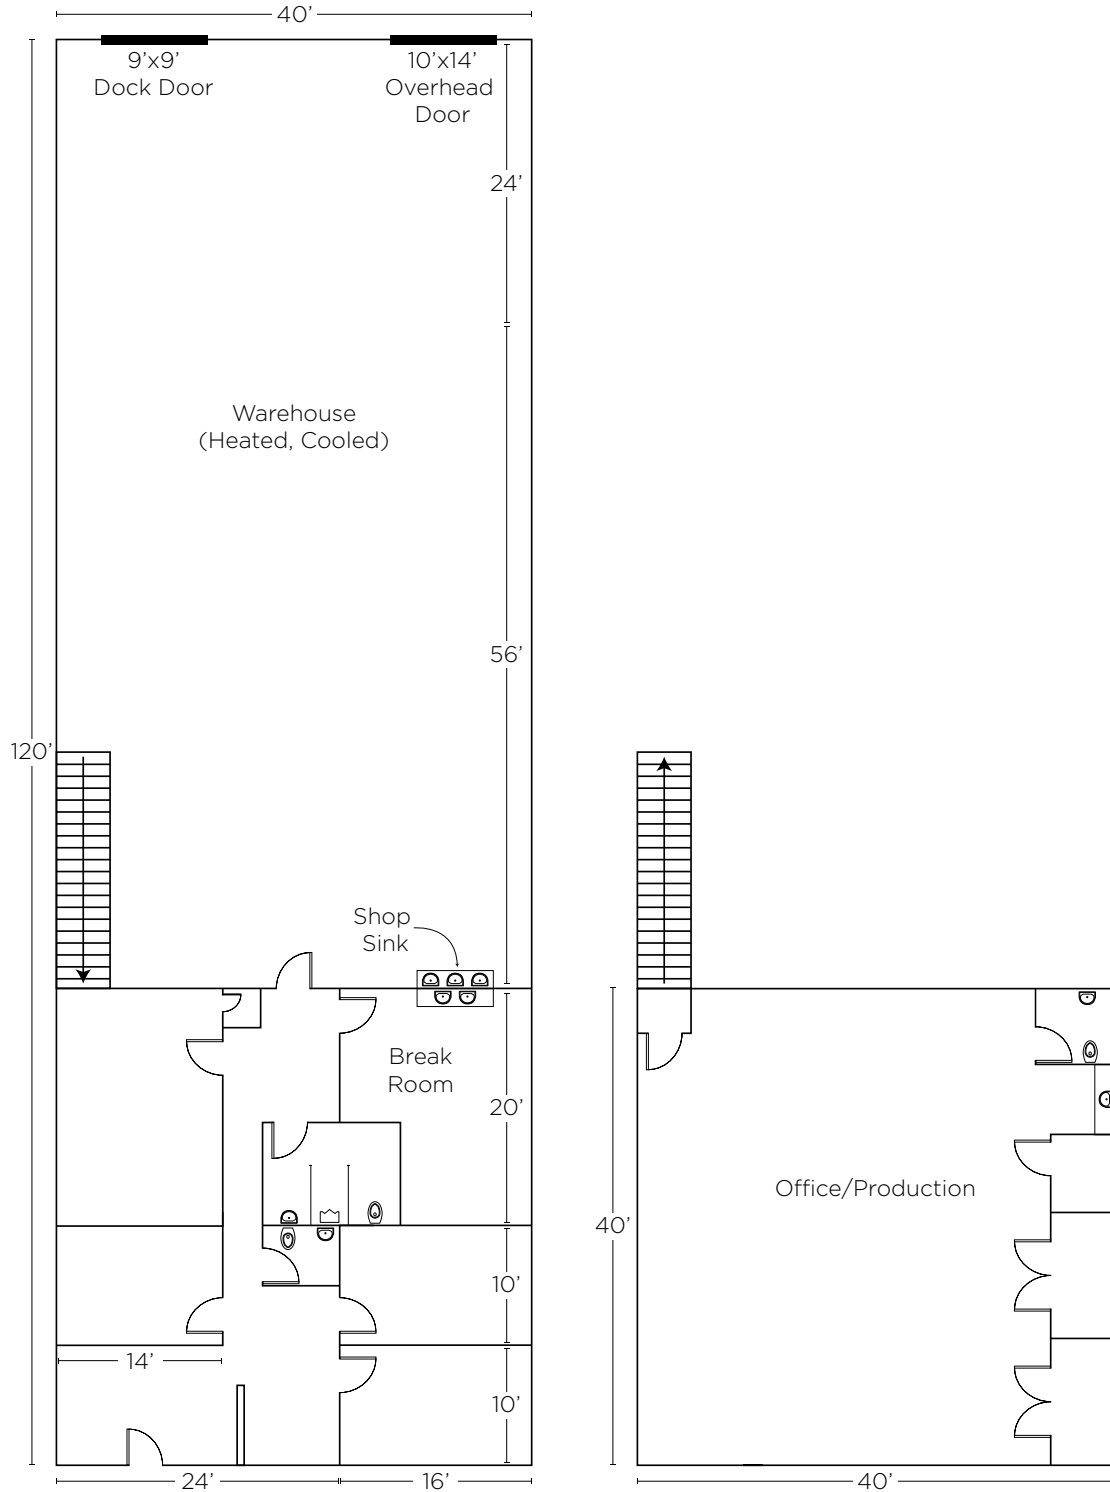 40’
9’x9’
Dock Door
10’x14’
Overhead
Door
24’
Warehouse
(Heated, Cooled)
56’
120’
Shop
Sink
Break
Room
20’
10’
14’
10’
24’
16’
Office/Production
40’
40’